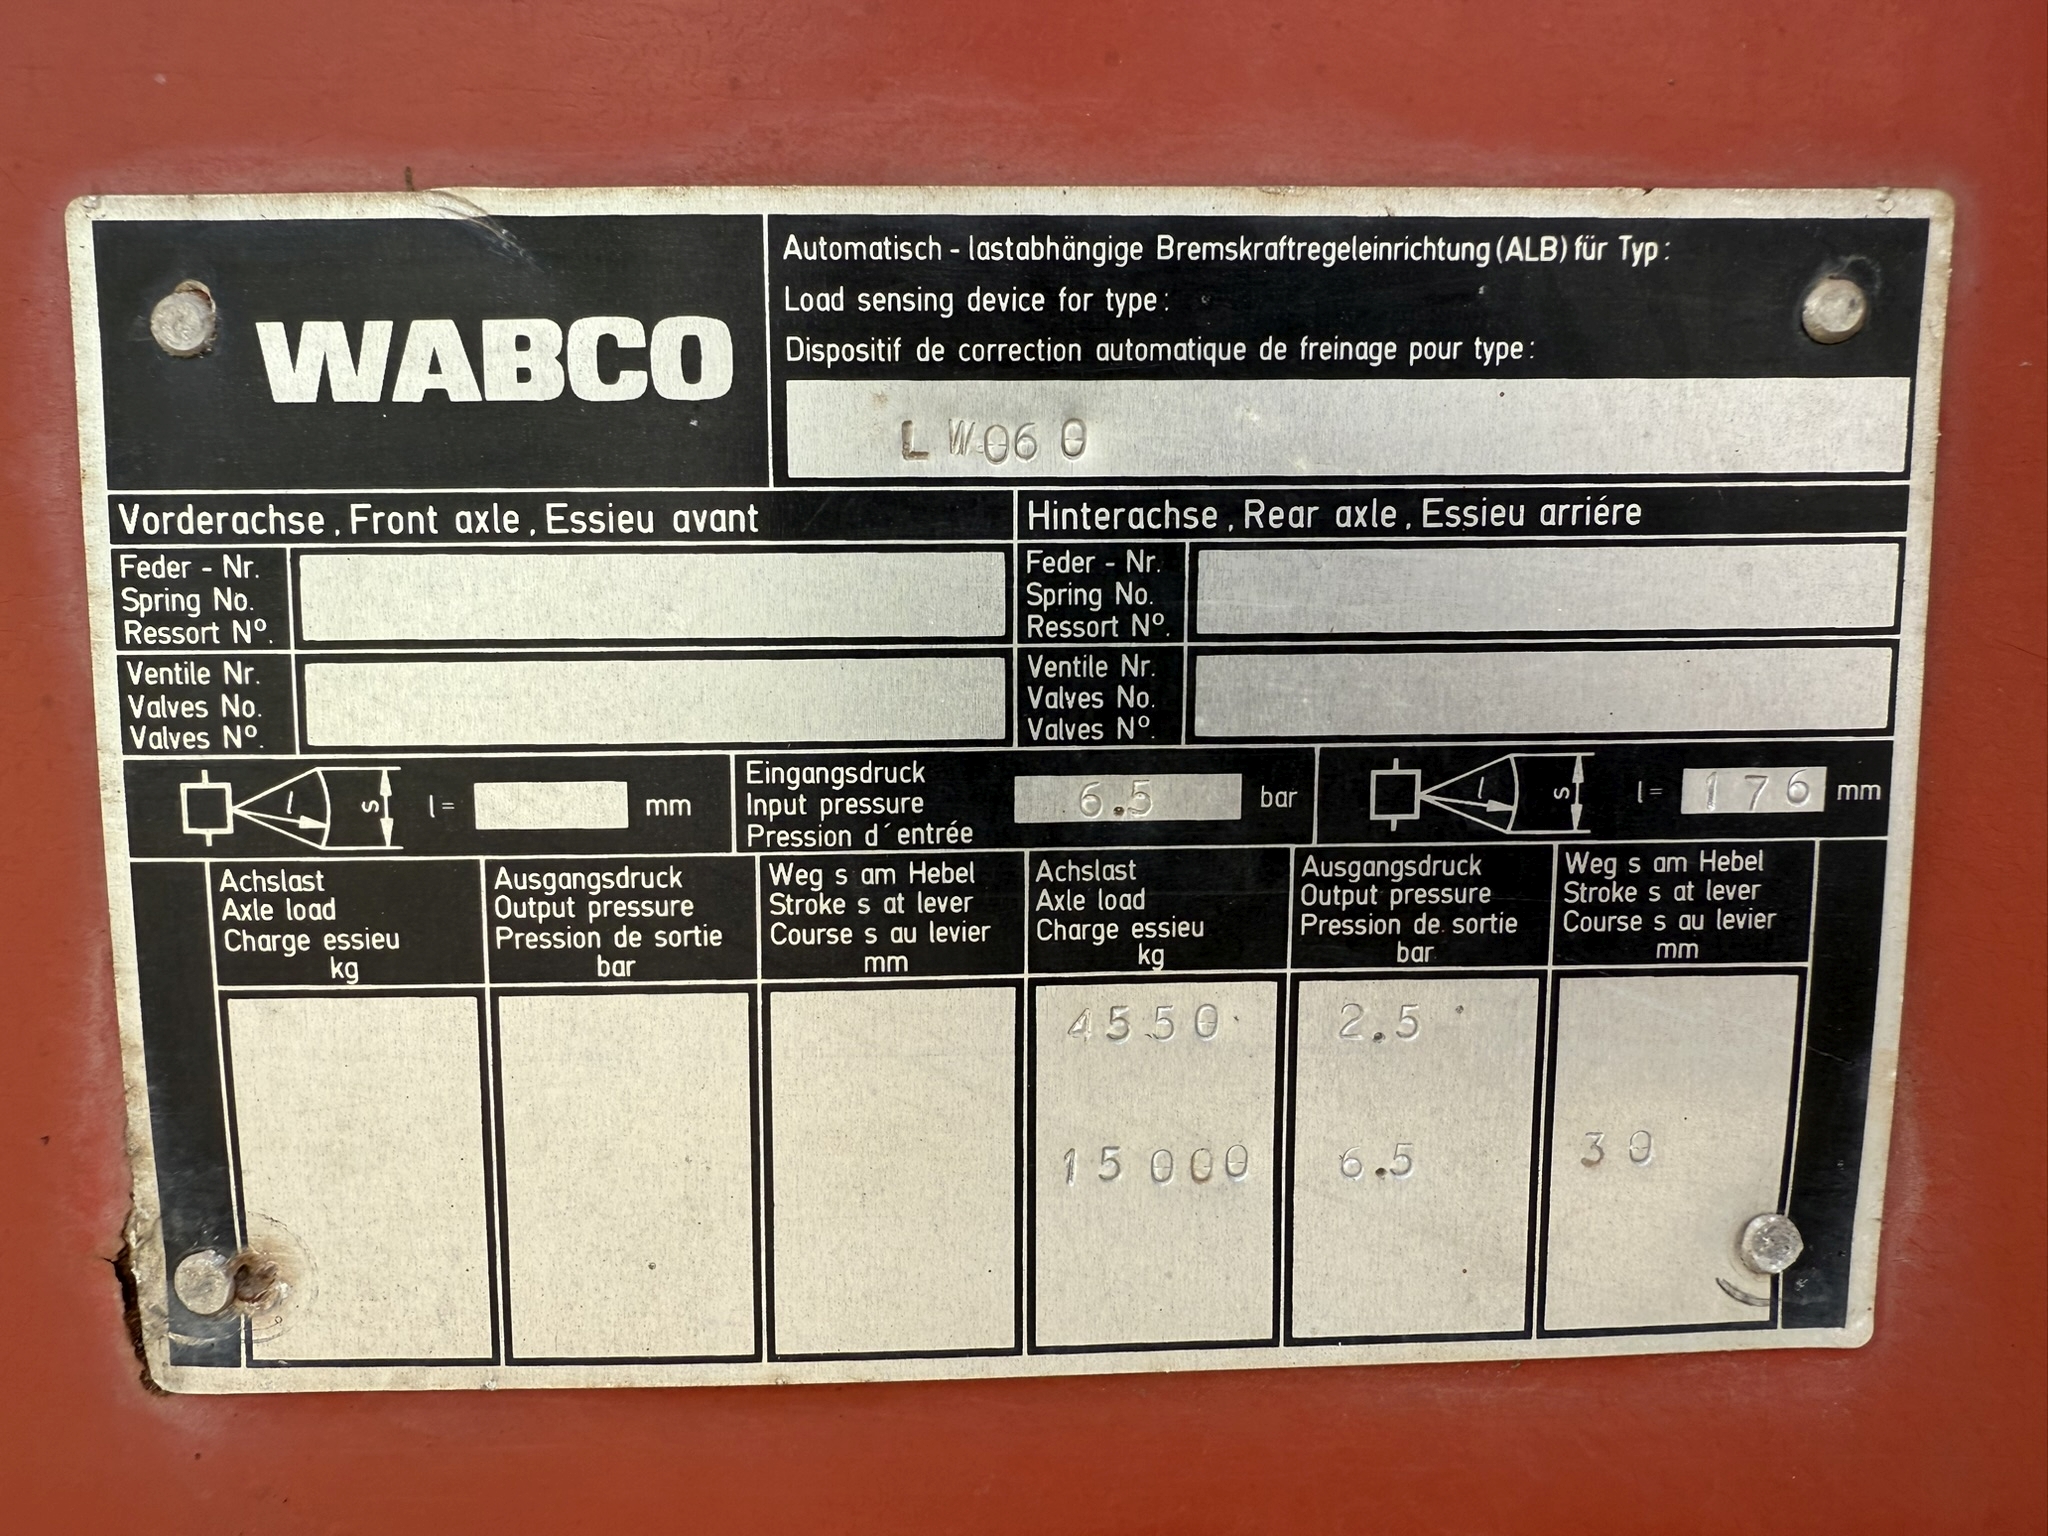 WABCO
Automatisch - lastabhängige Bremskraftregeleinrichtung (ALB) für Typ :
Load sensing device for type :
Dispositif de correction automatique de freinage pour type :
LW060
Vorderachse , Front axle , Essieu avant
Hinterachse , Rear axle , Essieu arriére
Feder - Nr.
Spring No.
Ressort Nº.
Feder - Nr.
Spring No.
Ressort Nº.
Ventile Nr.
Valves No.
Valves Nº.
Ventile Nr.
Valves No.
Valves Nº.
l s l = mm
Eingangsdruck
Input pressure
Pression d´entrée
6.5 bar
l s l = 176 mm
Achslast
Axle load
Charge essieu
kg
Ausgangsdruck
Output pressure
Pression de sortie
bar
Weg s am Hebel
Stroke s at lever
Course s au levier
mm
Achslast
Axle load
Charge essieu
kg
Ausgangsdruck
Output pressure
Pression de sortie
bar
Weg s am Hebel
Stroke s at lever
Course s au levier
mm
4550 2.5
15000 6.5 30